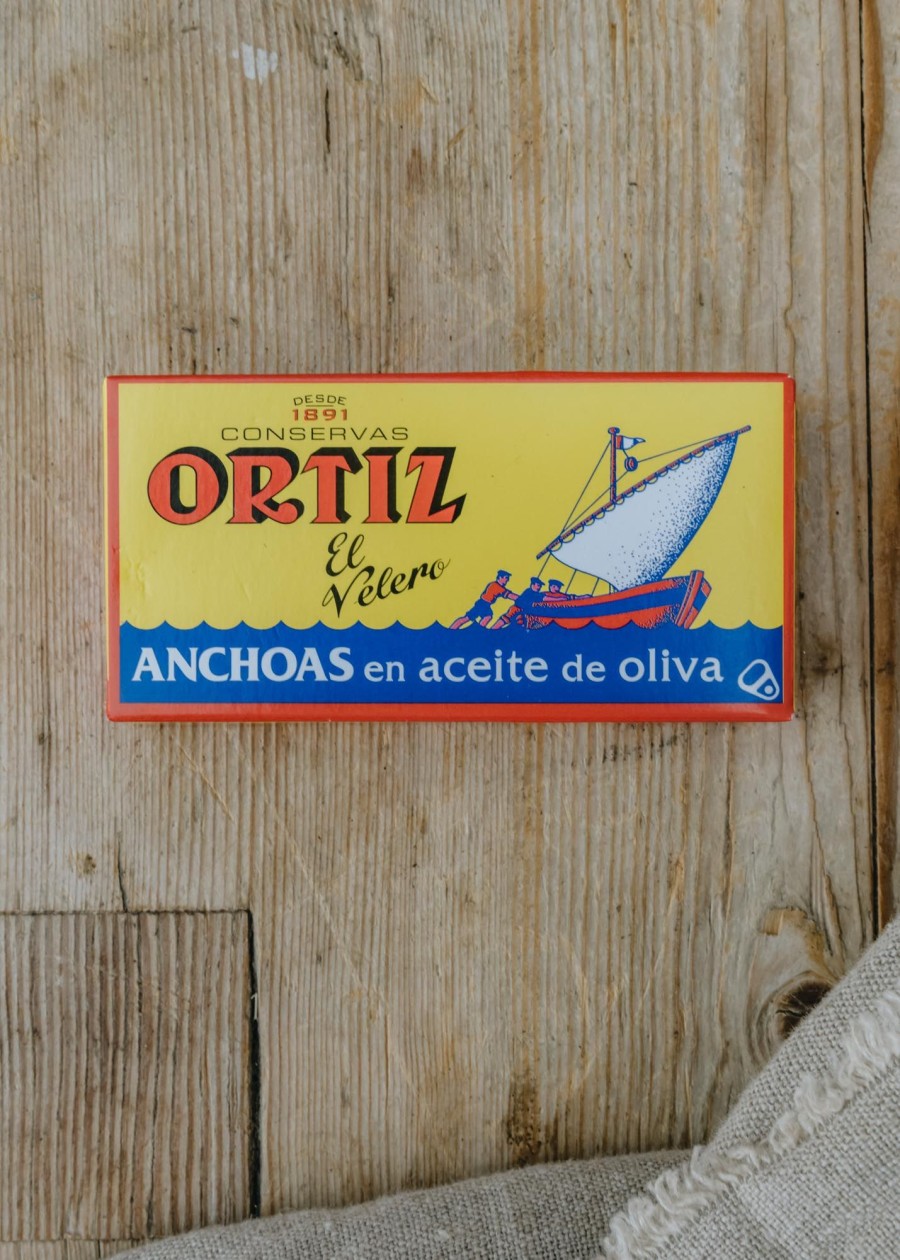 DESDE
1891
CONSERVAS
ORTIZ
El
Velero
ANCHOAS en aceite de oliva